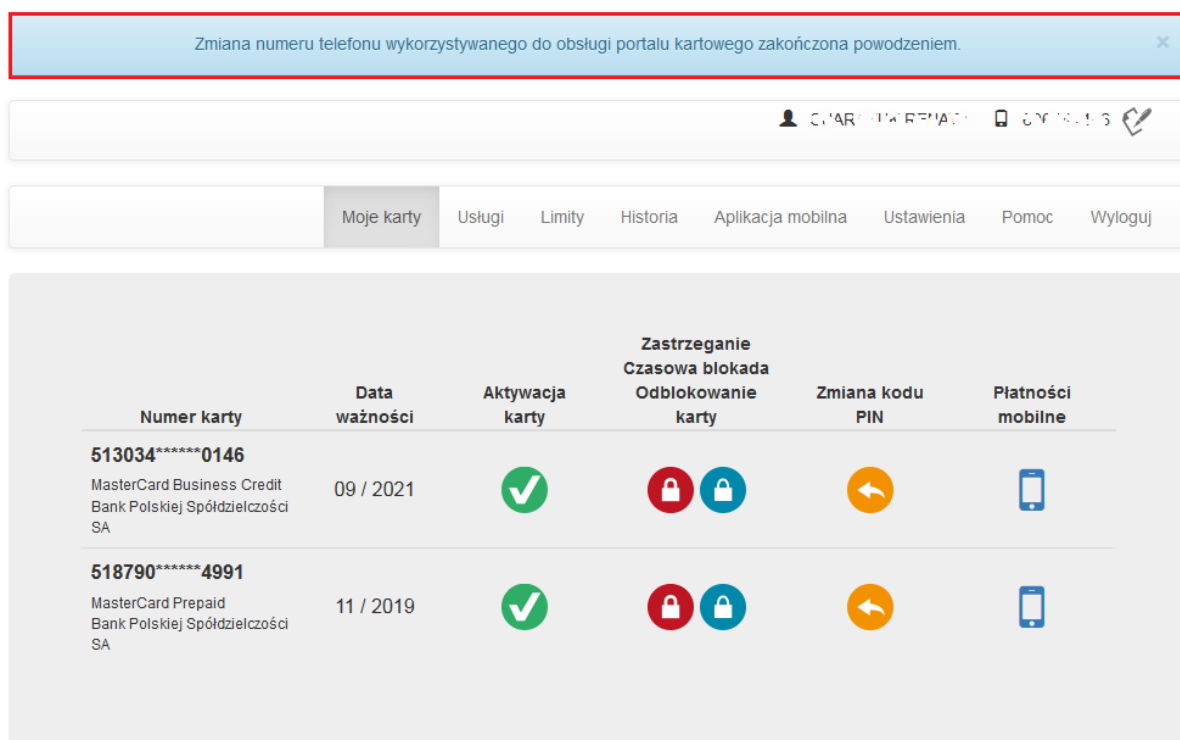 Zmiana numeru telefonu wykorzystywanego do obsługi portalu kartowego zakończona powodzeniem.
Moje karty Usługi Limity Historia Aplikacja mobilna Ustawienia Pomoc Wyloguj
Zastrzeganie
Czasowa blokada
Data Aktywacja Odblokowanie Zmiana kodu Płatności
Numer karty ważności karty karty PIN mobilne
513034******0146
MasterCard Business Credit
09 / 2021
Bank Polskiej Spółdzielczości
SA
518790******4991
MasterCard Prepaid
11 / 2019
Bank Polskiej Spółdzielczości
SA